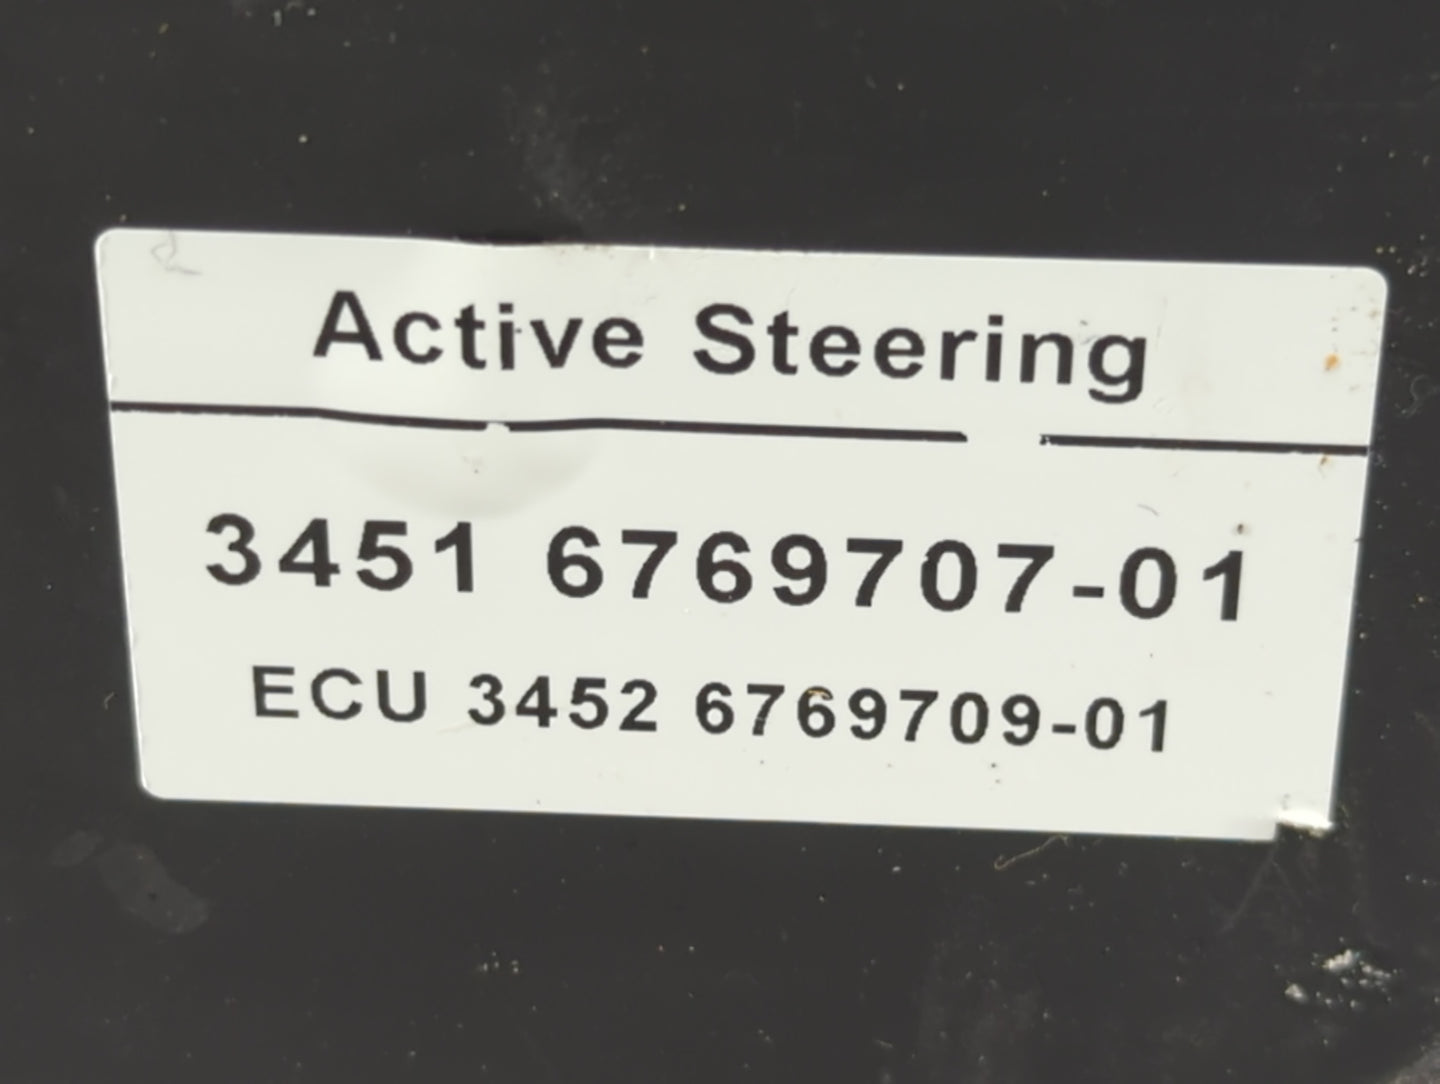 Active Steering
3451 6769707-01
ECU 3452 6769709-01